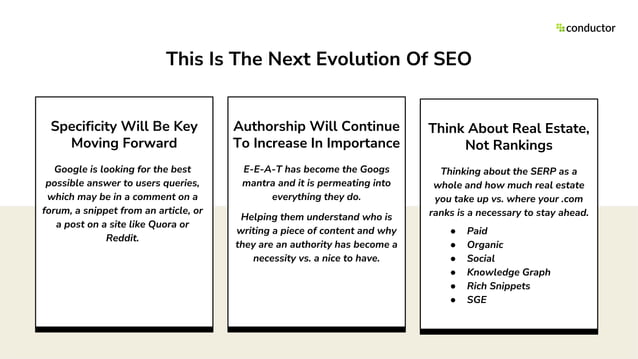 conductor
This Is The Next Evolution Of SEO
Specificity Will Be Key
Moving Forward
Google is looking for the best
possible answer to users queries,
which may be in a comment on a
forum, a snippet from an article, or
a post on a site like Quora or
Reddit.
Authorship Will Continue
To Increase In Importance
E-E-A-T has become the Googs
mantra and it is permeating into
everything they do.
Helping them understand who is
writing a piece of content and why
they are an authority has become a
necessity vs. a nice to have.
Think About Real Estate,
Not Rankings
Thinking about the SERP as a
whole and how much real estate
you take up vs. where your .com
ranks is a necessary to stay ahead.
● Paid
● Organic
● Social
● Knowledge Graph
● Rich Snippets
● SGE